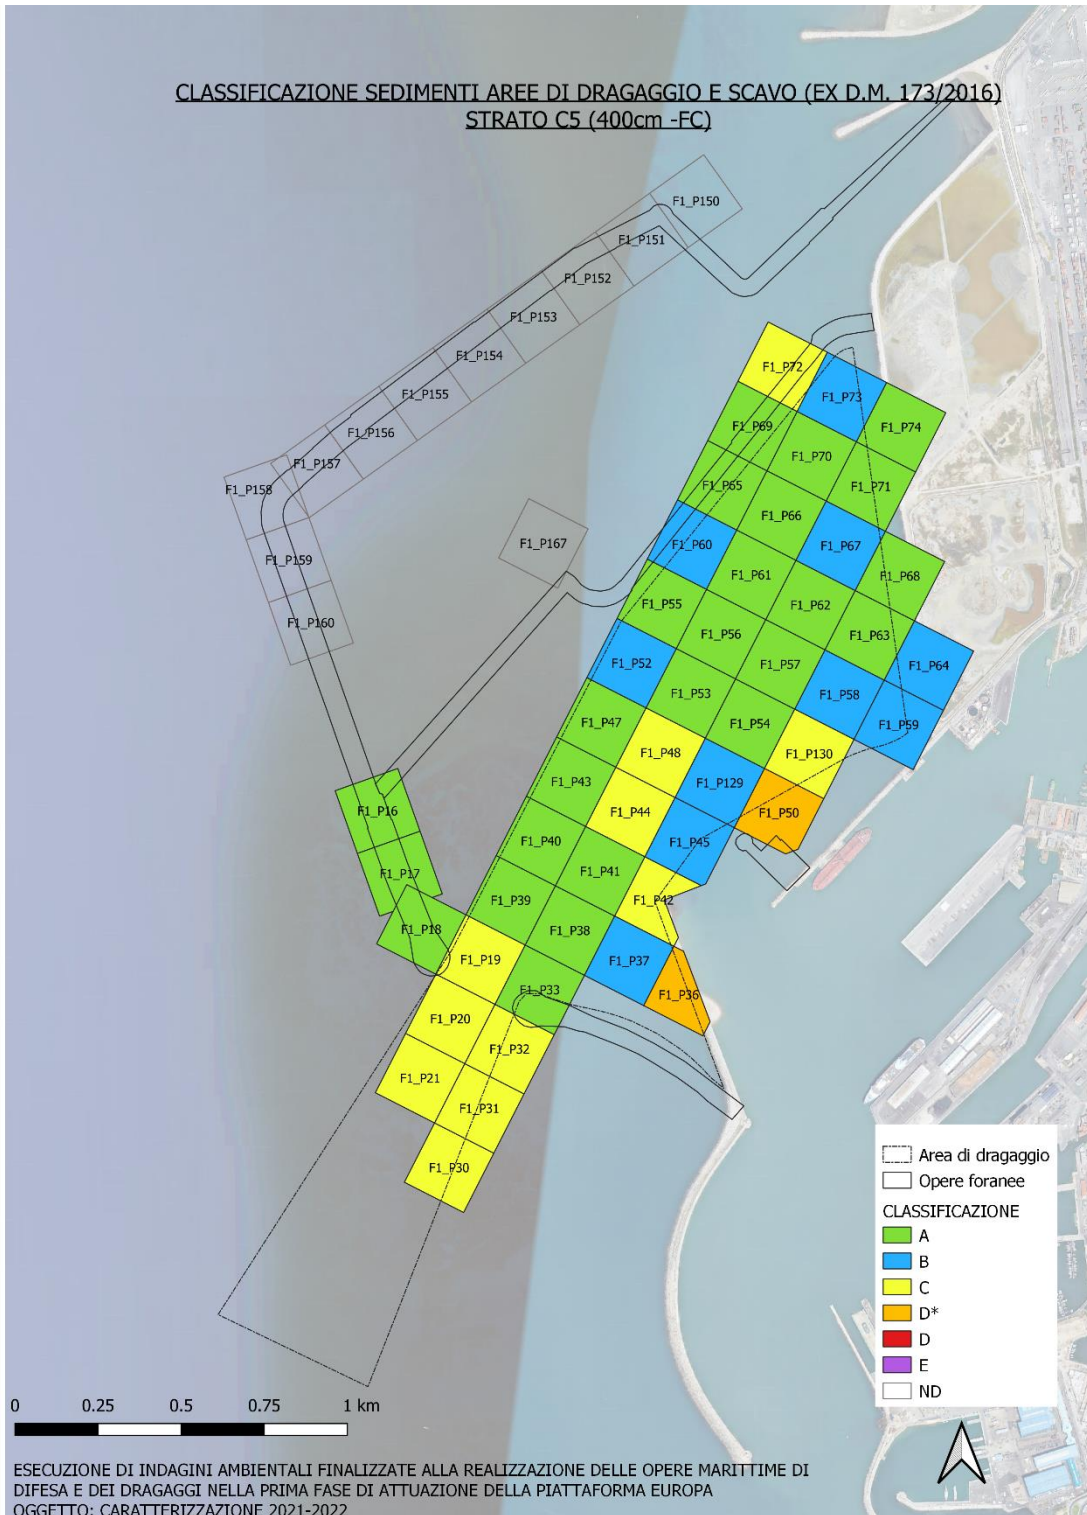 CLASSIFICAZIONE SEDIMENTI AREE DI DRAGAGGIO E SCAVO (EX D.M. 173/2016)
STRATO C5 (400cm -FC)
F1_P150
F1_P151
F1_P152
F1_P153
F1_P154
F1_P155
F1_P156
F1_P157
F1_P158
F1_P159
F1_P160
F1_P167
F1_P72
F1_P73
F1_P74
F1_P69
F1_P70
F1_P71
F1_P65
F1_P66
F1_P67
F1_P68
F1_P60
F1_P61
F1_P62
F1_P63
F1_P64
F1_P55
F1_P56
F1_P57
F1_P58
F1_P59
F1_P52
F1_P53
F1_P54
F1_P130
F1_P47
F1_P48
F1_P129
F1_P50
F1_P43
F1_P44
F1_P45
F1_P40
F1_P41
F1_P42
F1_P39
F1_P38
F1_P37
F1_P36
F1_P16
F1_P17
F1_P18
F1_P19
F1_P33
F1_P20
F1_P32
F1_P21
F1_P31
F1_P30
Area di dragaggio
Opere foranee
CLASSIFICAZIONE
A
B
C
D*
D
E
ND
0 0.25 0.5 0.75 1 km
ESECUZIONE DI INDAGINI AMBIENTALI FINALIZZATE ALLA REALIZZAZIONE DELLE OPERE MARITTIME DI
DIFESA E DEI DRAGAGGI NELLA PRIMA FASE DI ATTUAZIONE DELLA PIATTAFORMA EUROPA
OGGETTO: CARATTERIZZAZIONE 2021-2022